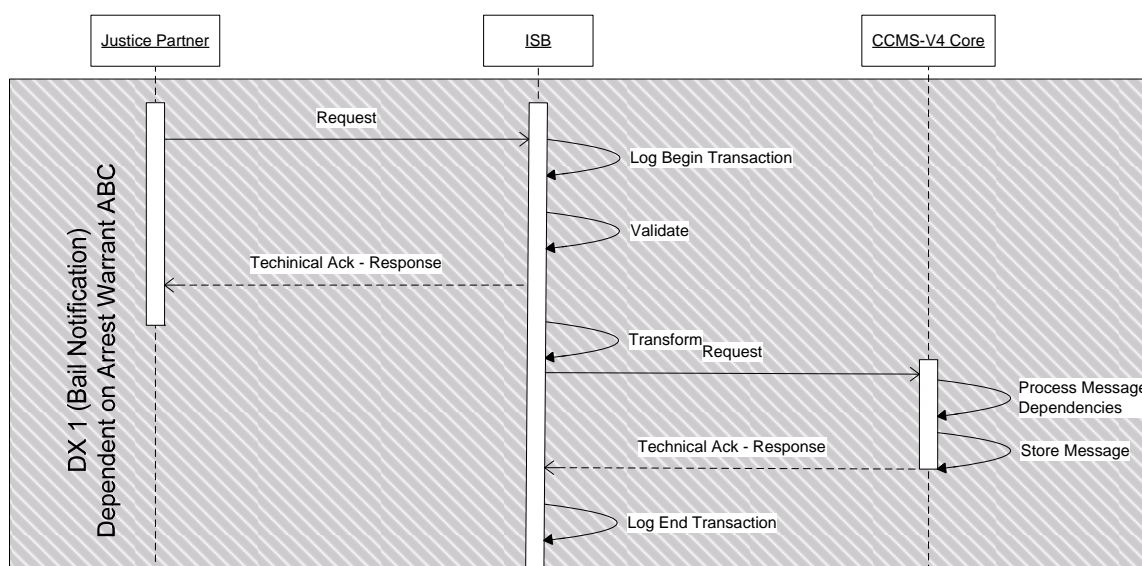 Justice Partner
ISB
CCMS-V4 Core
Request
Log Begin Transaction
Validate
Techinical Ack - Response
Transform
Request
Process Message
Dependencies
Store Message
Technical Ack - Response
Log End Transaction
DX 1 (Bail Notification)
Dependent on Arrest Warrant ABC